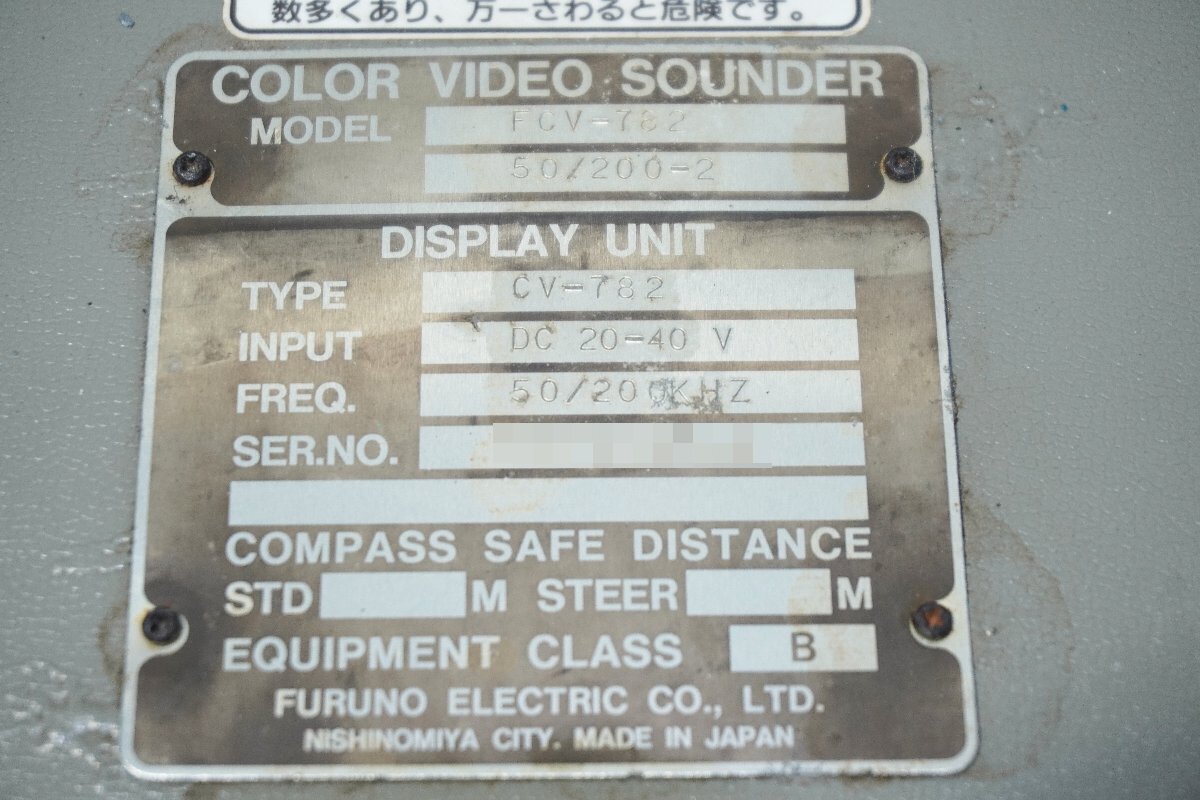 数多くあり、万一さわると危険です。
COLOR VIDEO SOUNDER
MODEL FCV-782
50/200-2
DISPLAY UNIT
TYPE CV-782
INPUT DC 20-40 V
FREQ. 50/200KHZ
SER.NO.
COMPASS SAFE DISTANCE
STD M STEER M
EQUIPMENT CLASS B
FURUNO ELECTRIC CO., LTD.
NISHINOMIYA CITY. MADE IN JAPAN